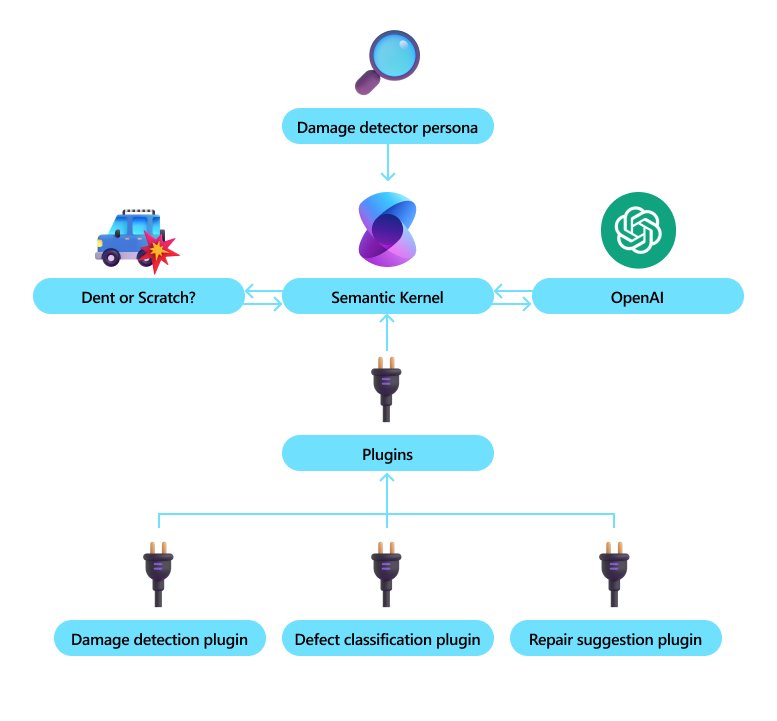 Damage detector persona
Dent or Scratch?
Semantic Kernel
OpenAI
Plugins
Damage detection plugin
Defect classification plugin
Repair suggestion plugin